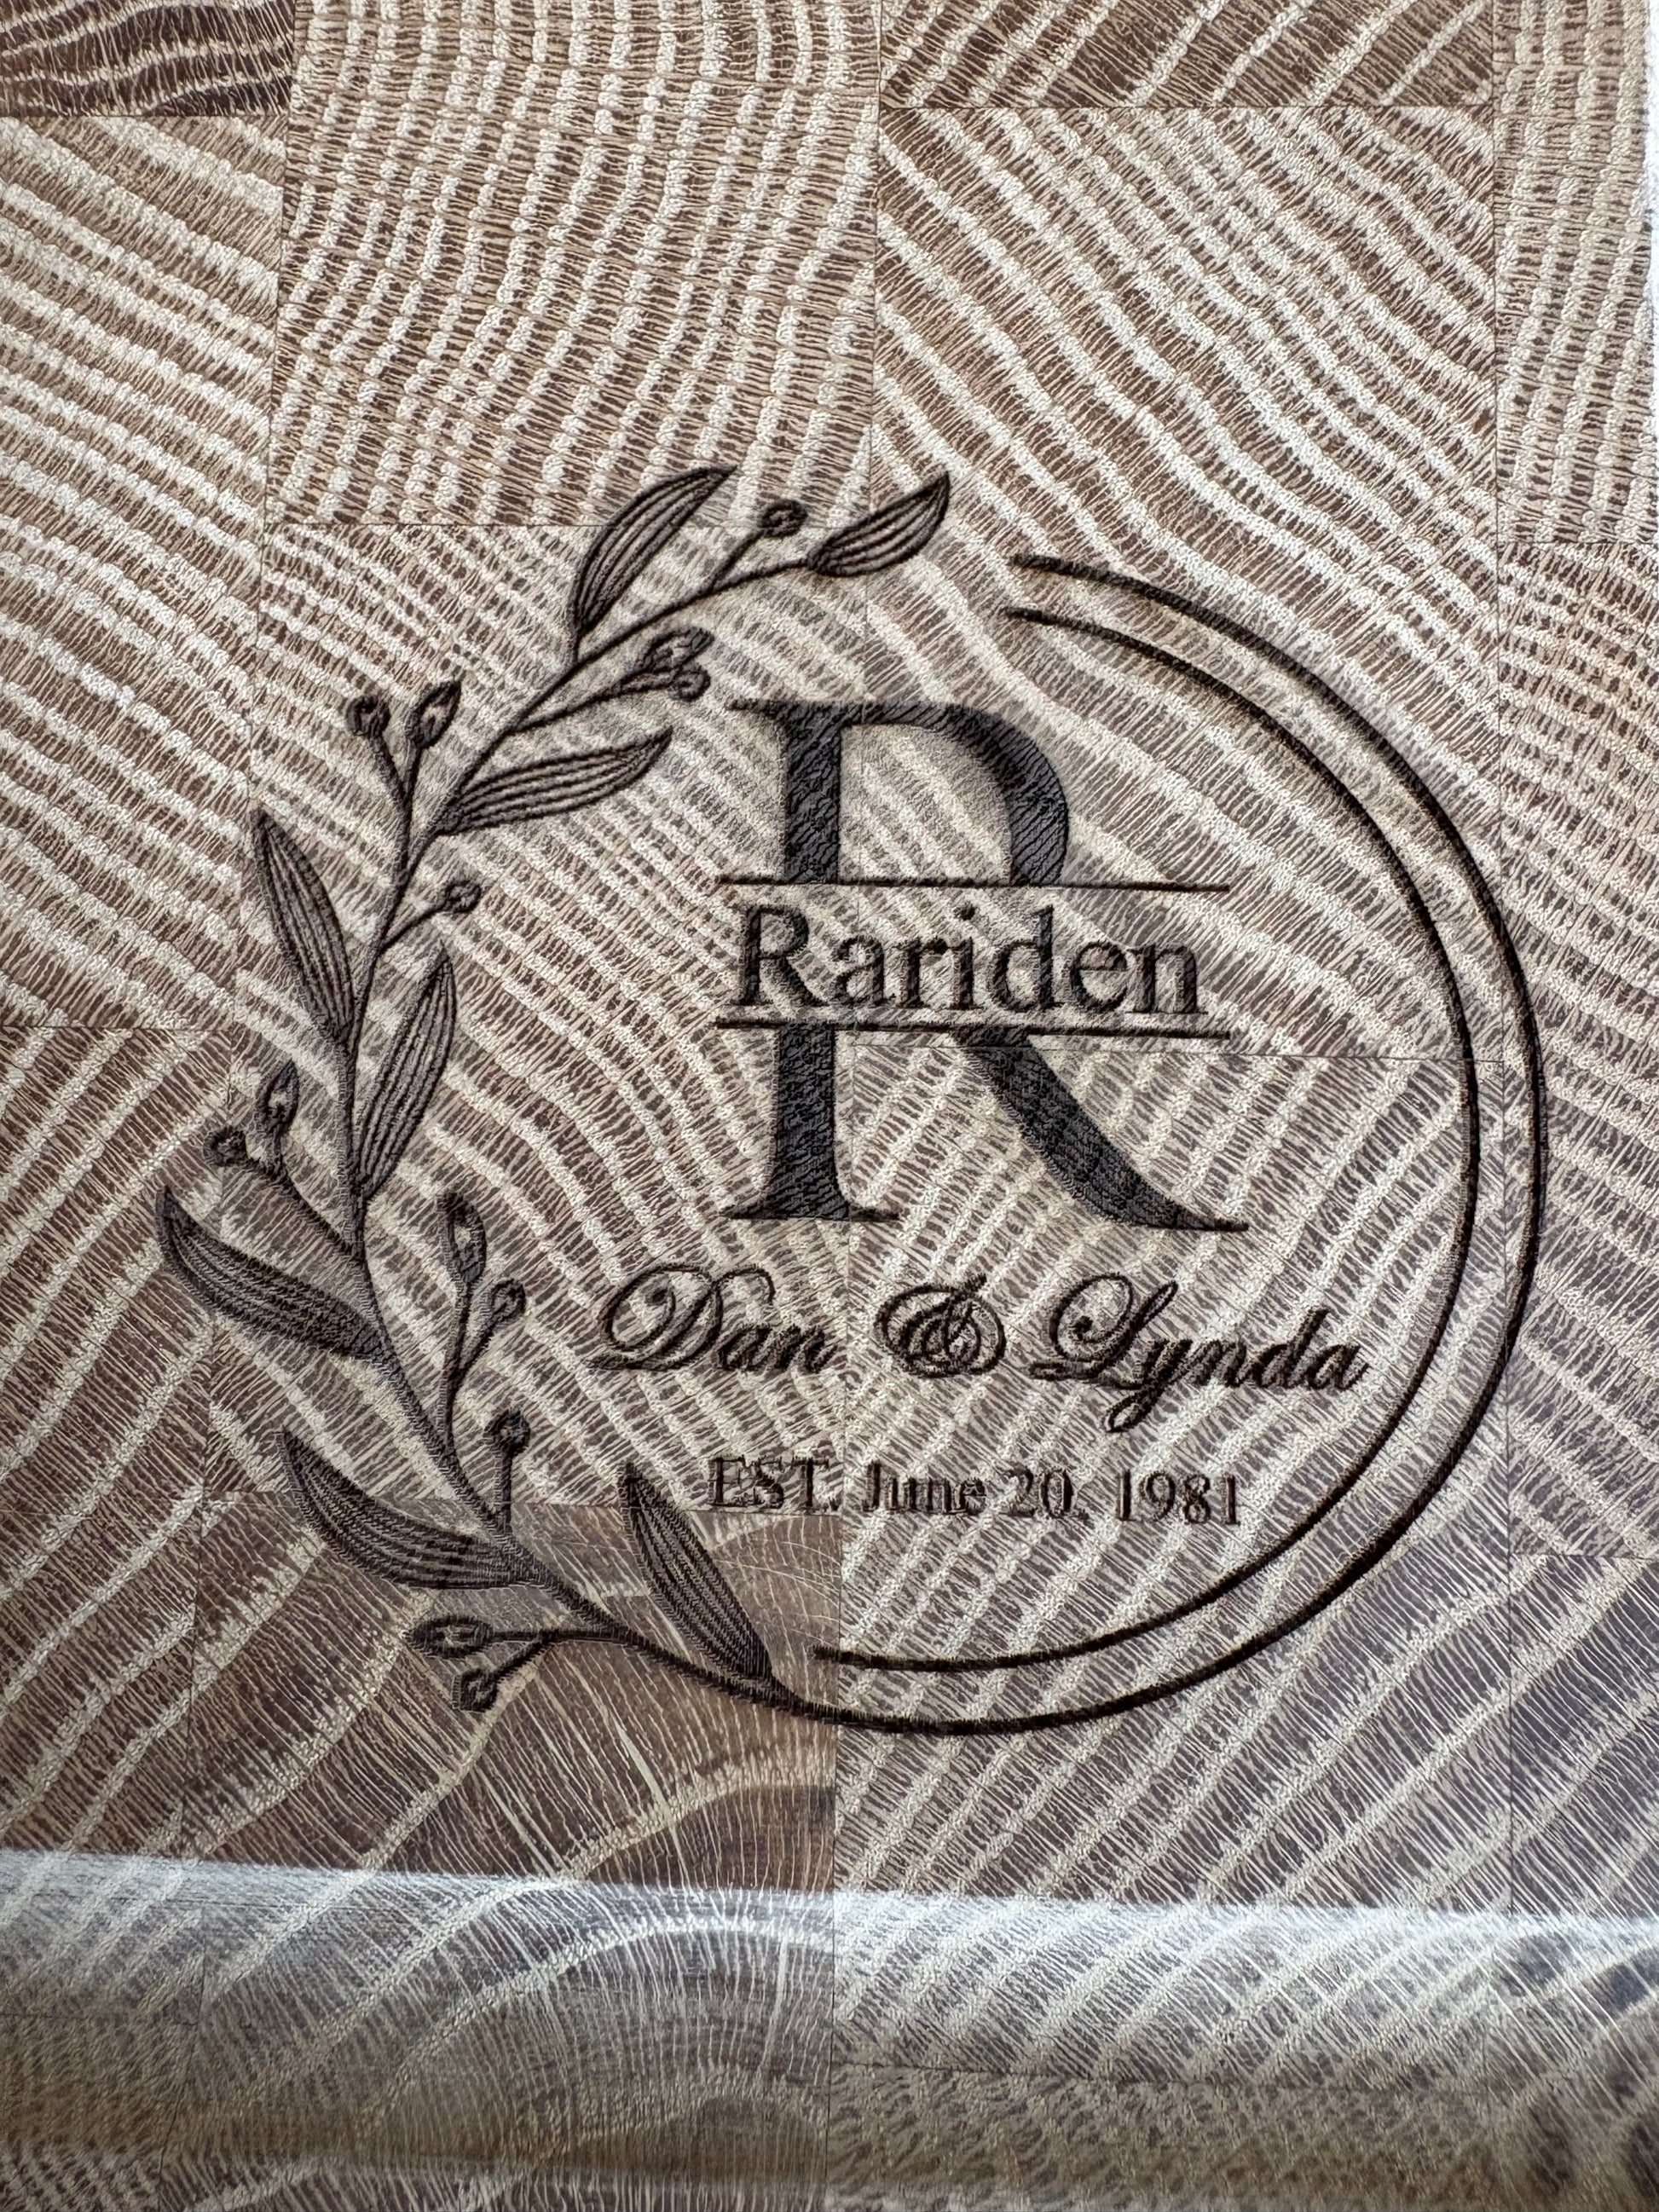 R
Rariden
Dan & Lynda
EST. June 20, 1981